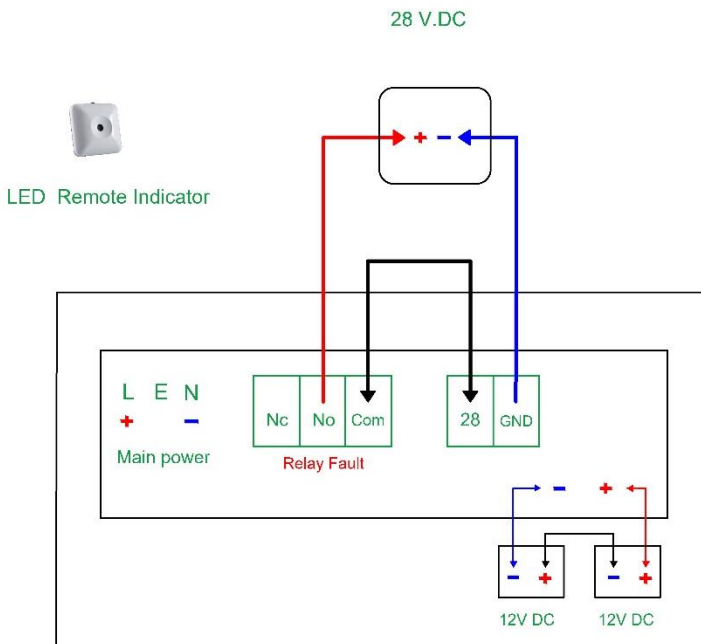 28 V.DC
+ −
LED Remote Indicator
L E N
+ −
Main power
Nc No Com
Relay Fault
28 GND
− +
− + − +
12V DC 12V DC